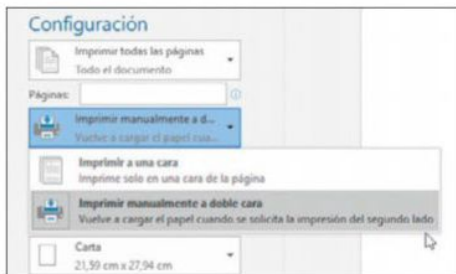 Configuración
Imprimir todas las páginas
Todo el documento
Páginas:
Imprimir manualmente a d...
Vuelve a cargar el papel cua...
Imprimir a una cara
Imprime solo en una cara de la página
Imprimir manualmente a doble cara
Vuelve a cargar el papel cuando se solicita la impresión del segundo lado
Carta
21,59 cm x 27,94 cm